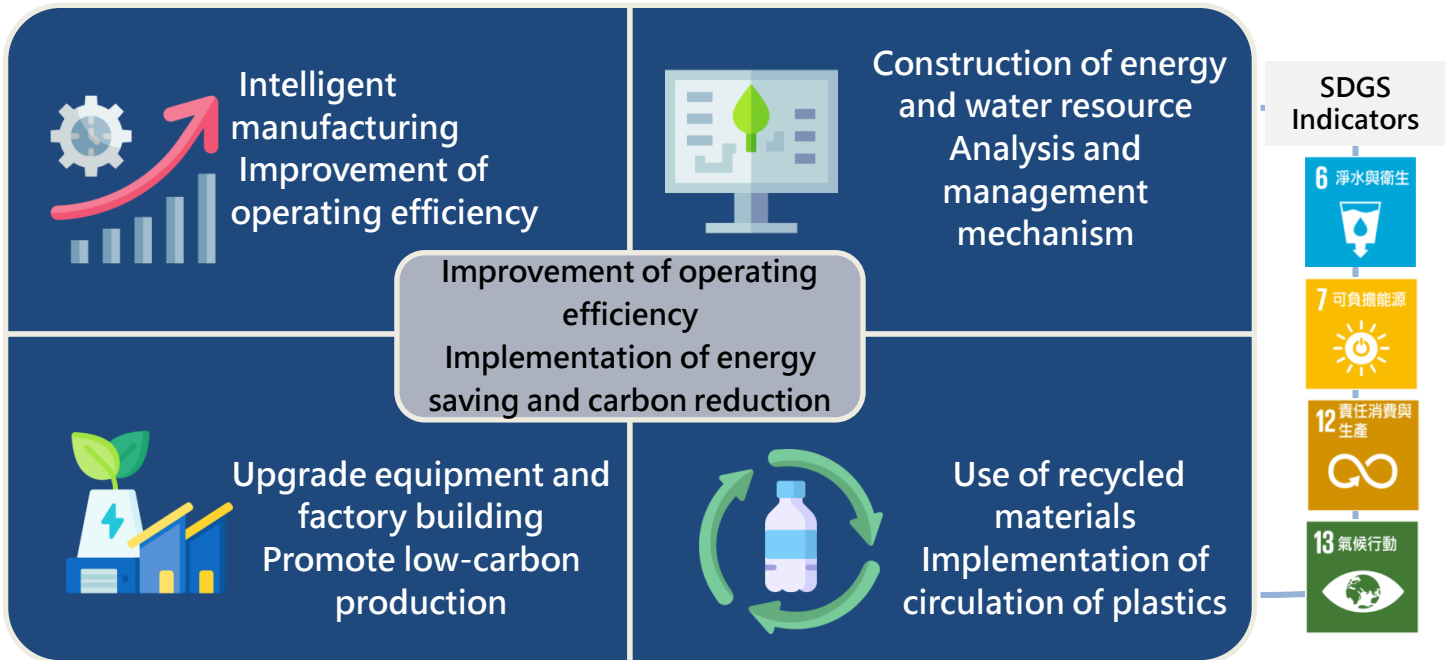 Intelligent
manufacturing
Improvement of
operating efficiency
Construction of energy
and water resource
Analysis and
management
mechanism
Improvement of operating
efficiency
Implementation of energy
saving and carbon reduction
Upgrade equipment and
factory building
Promote low-carbon
production
Use of recycled
materials
Implementation of
circulation of plastics
SDGS
Indicators
6 淨水與衛生
7 可負擔能源
12 責任消費與
生產
13 氣候行動